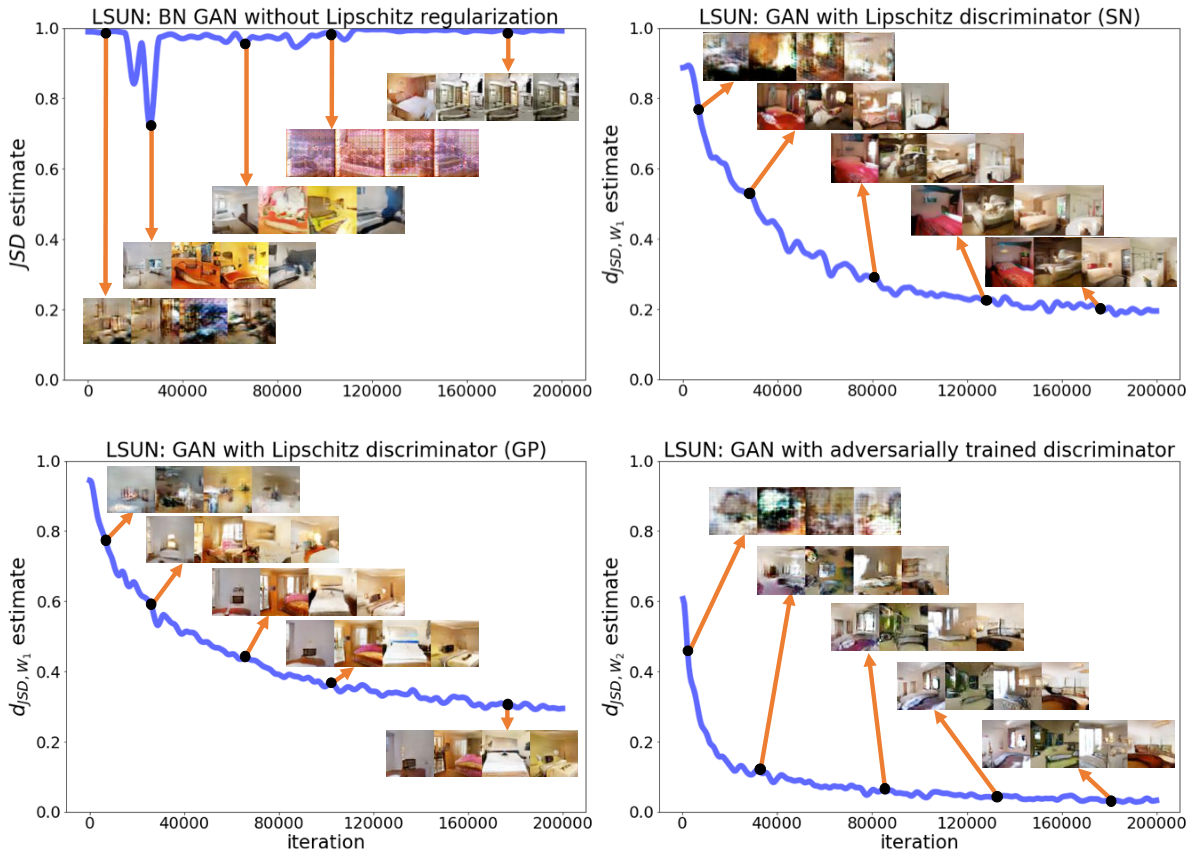 LSUN: BN GAN without Lipschitz regularization
1.0
0.8
0.6
0.4
0.2
0.0
JSD estimate
0 40000 80000 120000 160000 200000
LSUN: GAN with Lipschitz discriminator (SN)
1.0
0.8
0.6
0.4
0.2
0.0
d_{JSD, W_1} estimate
0 40000 80000 120000 160000 200000
LSUN: GAN with Lipschitz discriminator (GP)
1.0
0.8
0.6
0.4
0.2
0.0
d_{JSD, W_1} estimate
0 40000 80000 120000 160000 200000
iteration
LSUN: GAN with adversarially trained discriminator
1.0
0.8
0.6
0.4
0.2
0.0
d_{JSD, W_2} estimate
0 40000 80000 120000 160000 200000
iteration